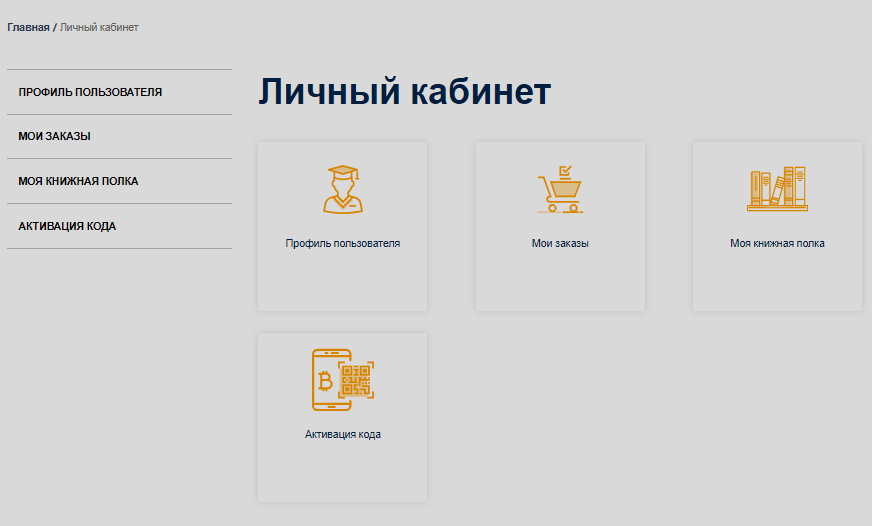 Главная / Личный кабинет
ПРОФИЛЬ ПОЛЬЗОВАТЕЛЯ
МОИ ЗАКАЗЫ
МОЯ КНИЖНАЯ ПОЛКА
АКТИВАЦИЯ КОДА
Личный кабинет
Профиль пользователя
Мои заказы
Моя книжная полка
Активация кода